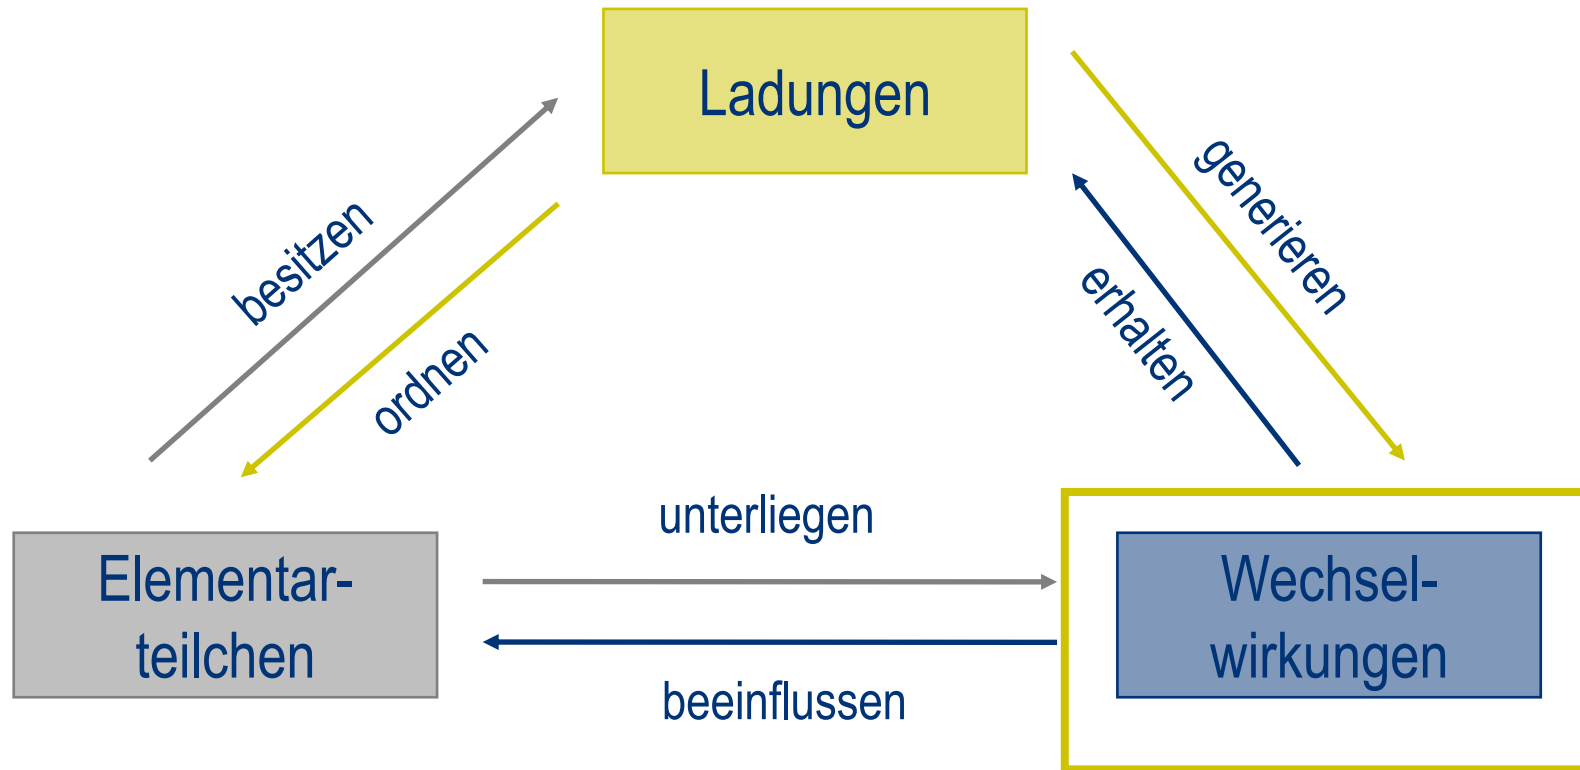 Ladungen
besitzen
generieren
erhalten
ordnen
unterliegen
Elementar-
teilchen
Wechsel-
wirkungen
beeinflussen